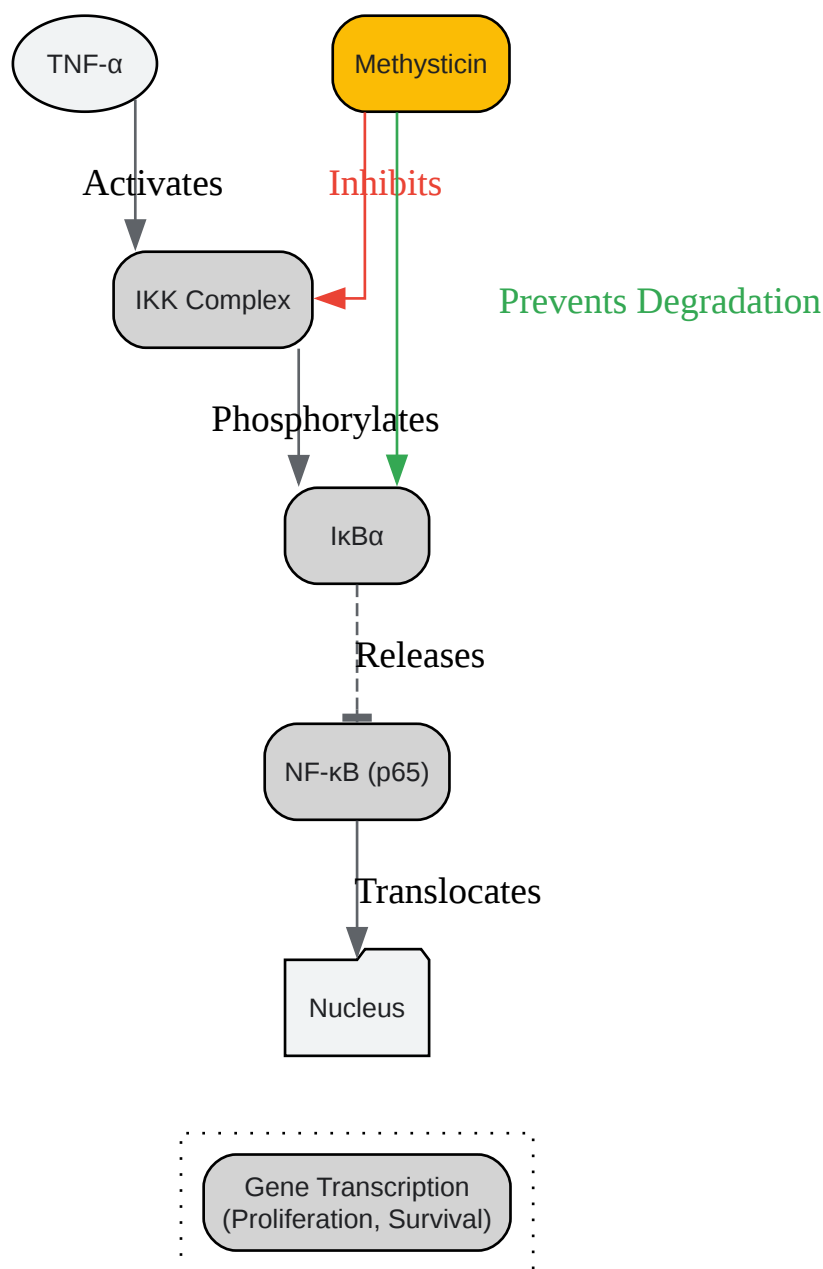 TNF-α
Methysticin
Activates
Inhibits
IKK Complex
Prevents Degradation
Phosphorylates
IκBα
Releases
NF-κB (p65)
Translocates
Nucleus
Gene Transcription
(Proliferation, Survival)